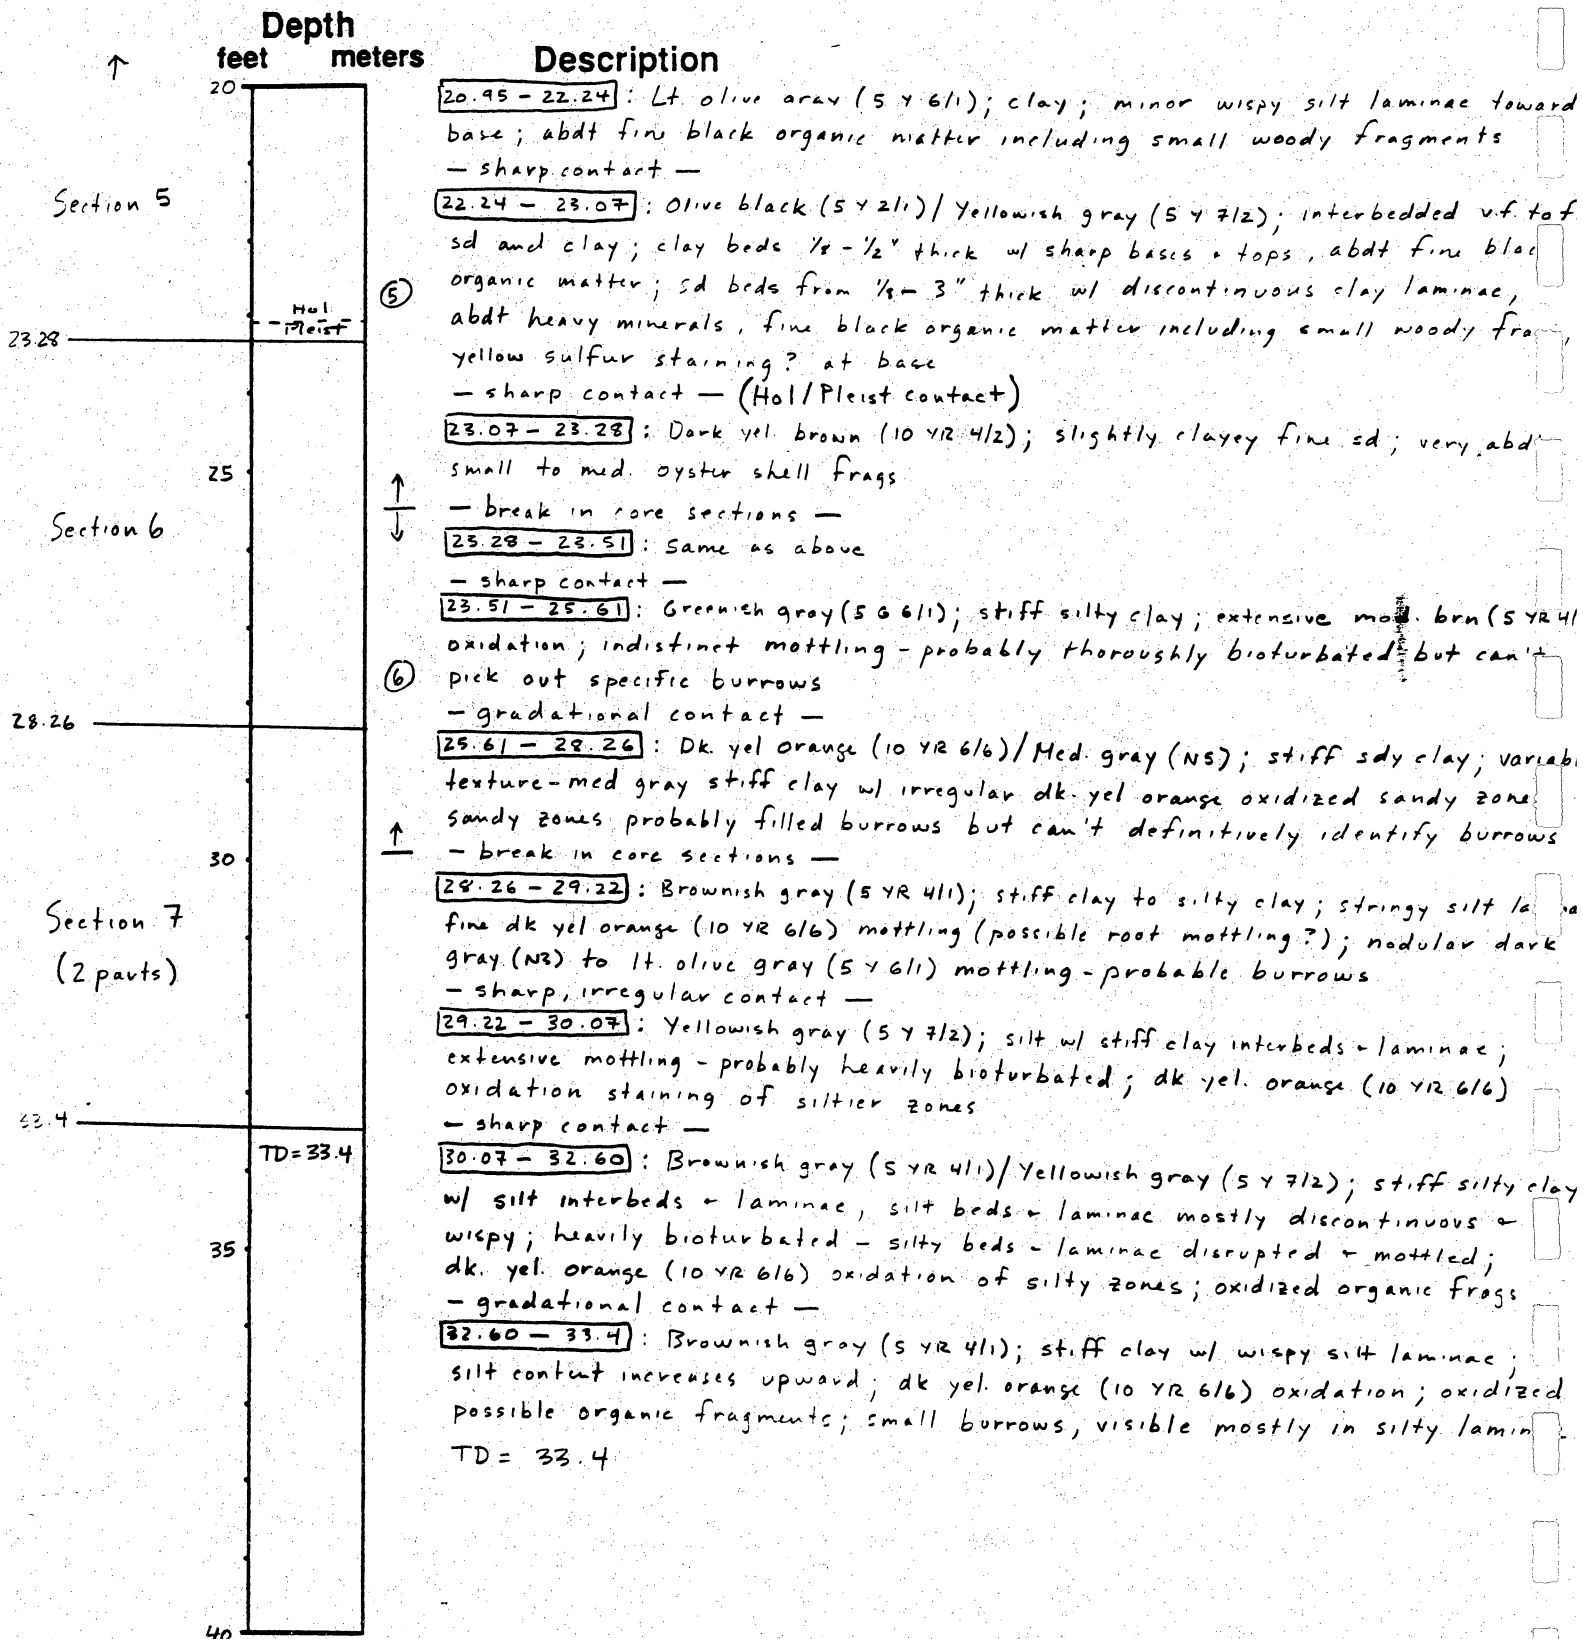 Depth
feet meters Description
↑
20
20.95 - 22.24 : Lt. olive gray (5 Y 6/1); clay; minor wispy silt laminae toward
base; abdt fine black organic matter including small woody fragments
— sharp contact —
Section 5
22.24 - 23.07 : Olive black (5 Y 2/1) / Yellowish gray (5 Y 7/2); interbedded v.f. to f.
sd and clay; clay beds 1/8 - 1/2" thick w/ sharp bases + tops, abdt fine blac
⑤ organic matter; sd beds from 1/8 - 3" thick w/ discontinuous clay laminae,
Hol
Pleist
abdt heavy minerals, fine black organic matter including small woody fra
23.28
yellow sulfur staining? at base
— sharp contact — (Hol/Pleist contact)
23.07 - 23.28 : Dark yel. brown (10 YR 4/2); slightly clayey fine sd; very abd
25
small to med. oyster shell frags
↑
— break in core sections —
Section 6
↓
23.28 - 23.51 : Same as above
— sharp contact —
23.51 - 25.61 : Greenish gray (5 G 6/1); stiff silty clay; extensive mod. brn (5 YR 4/
oxidation; indistinct mottling - probably thoroughly bioturbated but can't
⑥ pick out specific burrows
— gradational contact —
28.26
25.61 - 28.26 : Dk. yel orange (10 YR 6/6) / Med. gray (N5); stiff sdy clay; variab
texture - med gray stiff clay w/ irregular dk. yel orange oxidized sandy zone
sandy zones probably filled burrows but can't definitively identify burrows
↑
— break in core sections —
30
28.26 - 29.22 : Brownish gray (5 YR 4/1); stiff clay to silty clay; stringy silt
Section 7
(2 parts)
fine dk yel orange (10 YR 6/6) mottling (possible root mottling?); nodular dark
gray (N3) to lt. olive gray (5 Y 6/1) mottling - probable burrows
— sharp, irregular contact —
29.22 - 30.07 : Yellowish gray (5 Y 7/2); silt w/ stiff clay interbeds + laminae;
extensive mottling - probably heavily bioturbated; dk yel. orange (10 YR 6/6)
oxidation staining of siltier zones
33.4
— sharp contact —
TD = 33.4
30.07 - 32.60 : Brownish gray (5 YR 4/1) / Yellowish gray (5 Y 7/2); stiff silty clay
w/ silt interbeds + laminae, silt beds + laminae mostly discontinuous +
35
wispy; heavily bioturbated - silty beds - laminae disrupted + mottled;
dk. yel. orange (10 YR 6/6) oxidation of silty zones; oxidized organic frags
— gradational contact —
32.60 - 33.4 : Brownish gray (5 YR 4/1); stiff clay w/ wispy silt laminae;
silt content increases upward; dk yel. orange (10 YR 6/6) oxidation; oxidized
possible organic fragments; small burrows, visible mostly in silty lamin
TD = 33.4
40